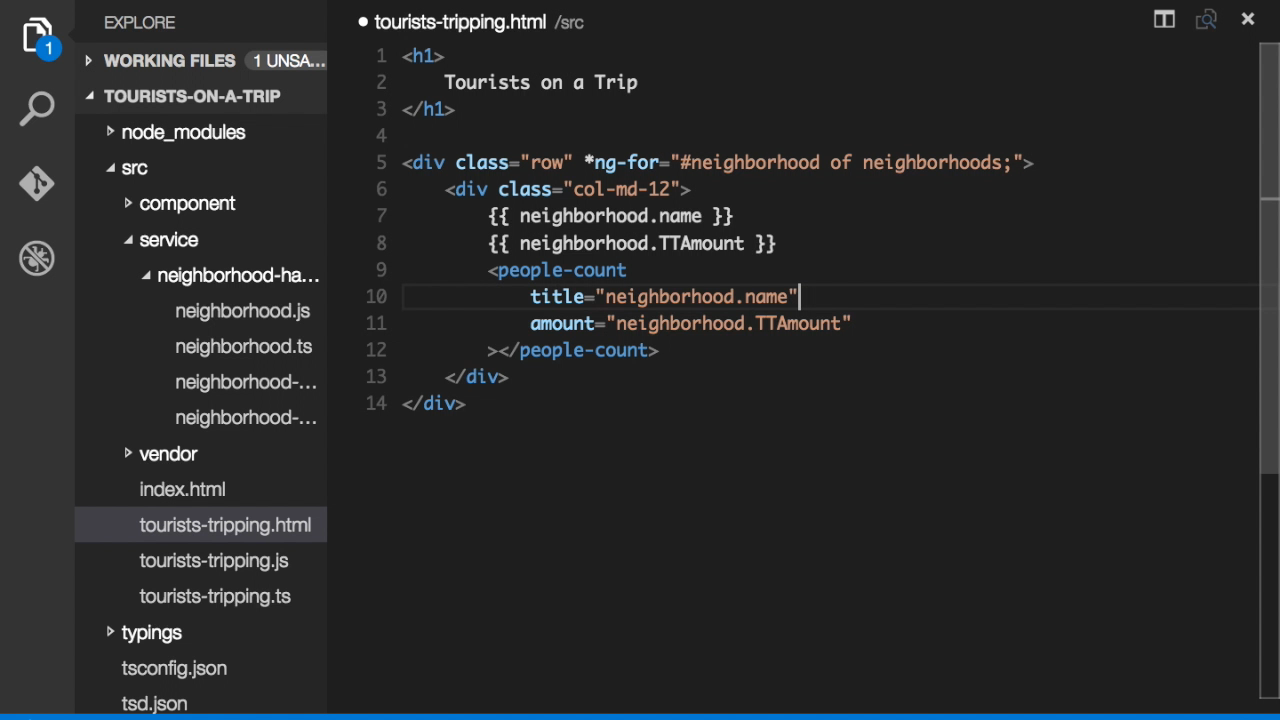 EXPLORE
WORKING FILES 1 UNSA...
TOURISTS-ON-A-TRIP
node_modules
src
component
service
neighborhood-ha...
neighborhood.js
neighborhood.ts
neighborhood-...
neighborhood-...
vendor
index.html
tourists-tripping.html
tourists-tripping.js
tourists-tripping.ts
typings
tsconfig.json
tsd.json
1
tourists-tripping.html /src
1 <h1>
2 Tourists on a Trip
3 </h1>
4
5 <div class="row" *ng-for="#neighborhood of neighborhoods;">
6 <div class="col-md-12">
7 {{ neighborhood.name }}
8 {{ neighborhood.TTAmount }}
9 <people-count
10 title="neighborhood.name"
11 amount="neighborhood.TTAmount"
12 ></people-count>
13 </div>
14 </div>